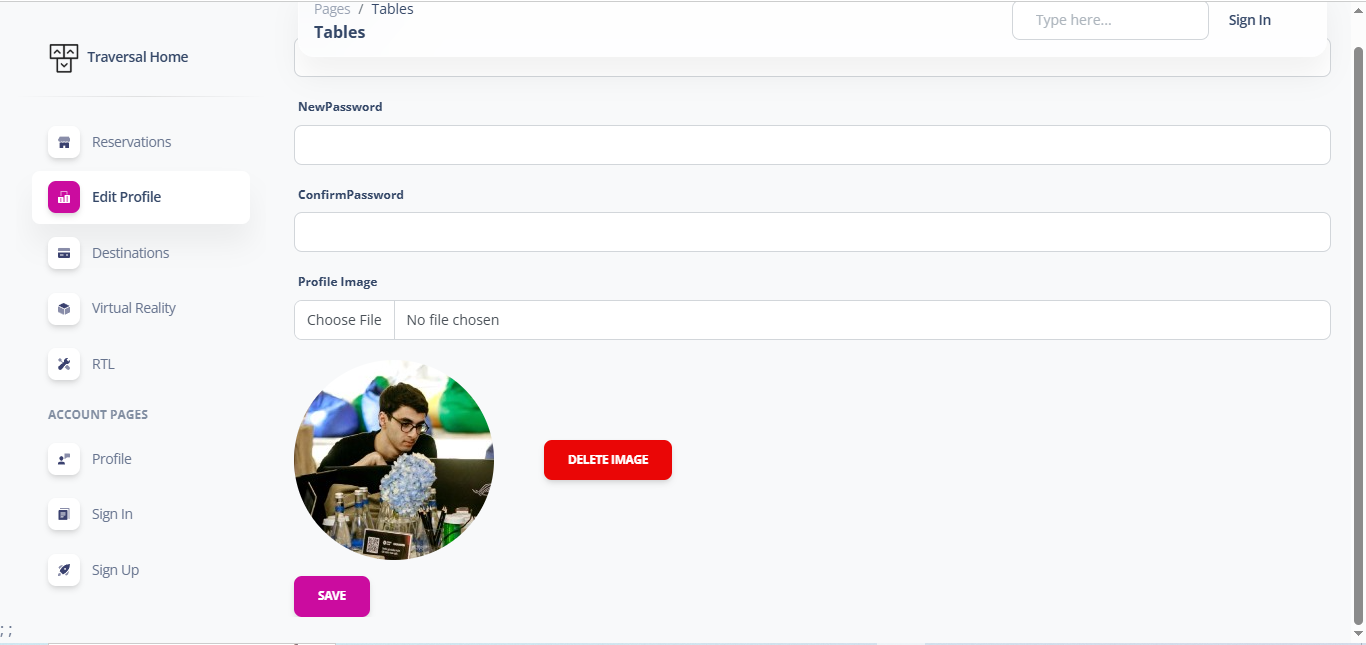 Pages / Tables
Tables
Type here...
Sign In
Traversal Home
Reservations
Edit Profile
Destinations
Virtual Reality
RTL
ACCOUNT PAGES
Profile
Sign In
Sign Up
NewPassword
ConfirmPassword
Profile Image
Choose File
No file chosen
DELETE IMAGE
SAVE
; ;